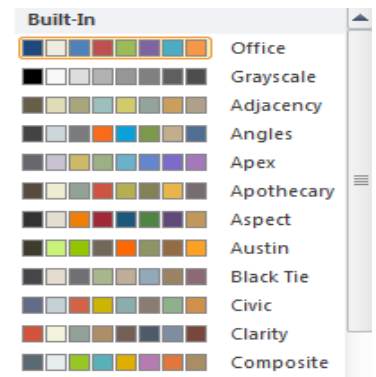 Built-In
Office
Grayscale
Adjacency
Angles
Apex
Apothecary
Aspect
Austin
Black Tie
Civic
Clarity
Composite